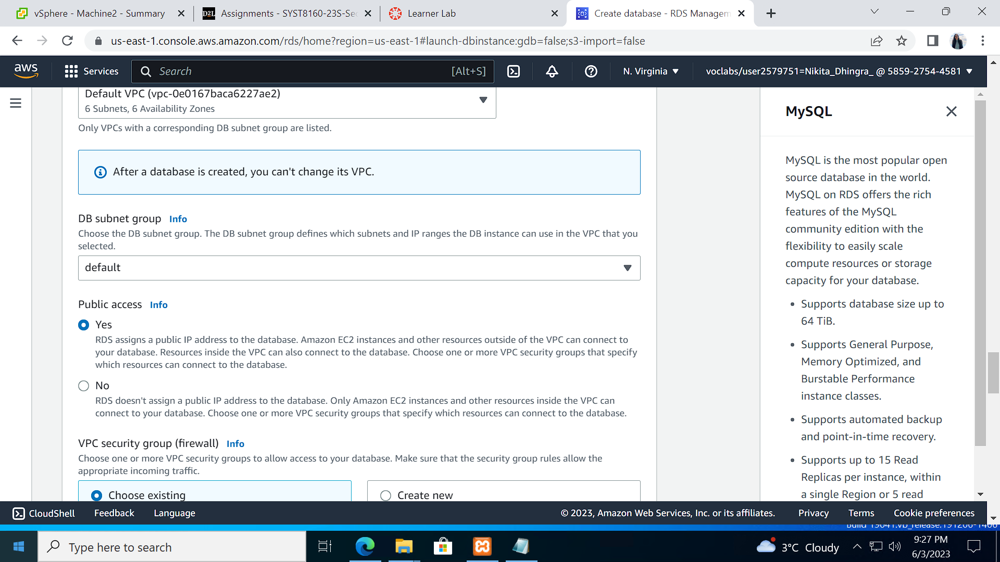 vSphere - Machine2 - Summary
D2L Assignments - SYST8160-23S-Sec
Learner Lab
Create database - RDS Managem
us-east-1.console.aws.amazon.com/rds/home?region=us-east-1#launch-dbinstance:gdb=false;s3-import=false
aws Services Search [Alt+S] N. Virginia voclabs/user2579751=Nikita_Dhingra_ @ 5859-2754-4581
Default VPC (vpc-0e0167baca6227ae2)
6 Subnets, 6 Availability Zones
Only VPCs with a corresponding DB subnet group are listed.
After a database is created, you can't change its VPC.
DB subnet group Info
Choose the DB subnet group. The DB subnet group defines which subnets and IP ranges the DB instance can use in the VPC that you
selected.
default
Public access Info
Yes
RDS assigns a public IP address to the database. Amazon EC2 instances and other resources outside of the VPC can connect to
your database. Resources inside the VPC can also connect to the database. Choose one or more VPC security groups that specify
which resources can connect to the database.
No
RDS doesn't assign a public IP address to the database. Only Amazon EC2 instances and other resources inside the VPC can
connect to your database. Choose one or more VPC security groups that specify which resources can connect to the database.
VPC security group (firewall) Info
Choose one or more VPC security groups to allow access to your database. Make sure that the security group rules allow the
appropriate incoming traffic.
Choose existing
Create new
MySQL
MySQL is the most popular open
source database in the world.
MySQL on RDS offers the rich
features of the MySQL
community edition with the
flexibility to easily scale
compute resources or storage
capacity for your database.
• Supports database size up to
64 TiB.
• Supports General Purpose,
Memory Optimized, and
Burstable Performance
instance classes.
• Supports automated backup
and point-in-time recovery.
• Supports up to 15 Read
Replicas per instance, within
a single Region or 5 read
CloudShell Feedback Language © 2023, Amazon Web Services, Inc. or its affiliates. Privacy Terms Cookie preferences
Build 19041.vb_release.191206-1406
Type here to search
3°C Cloudy
9:27 PM
6/3/2023